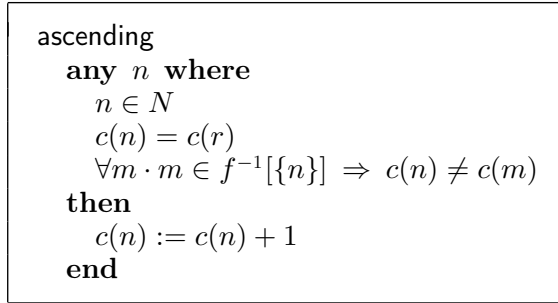 ascending
any n where
n ∈ N
c(n) = c(r)
∀m · m ∈ f⁻¹[{n}] ⇒ c(n) ≠ c(m)
then
c(n) := c(n) + 1
end